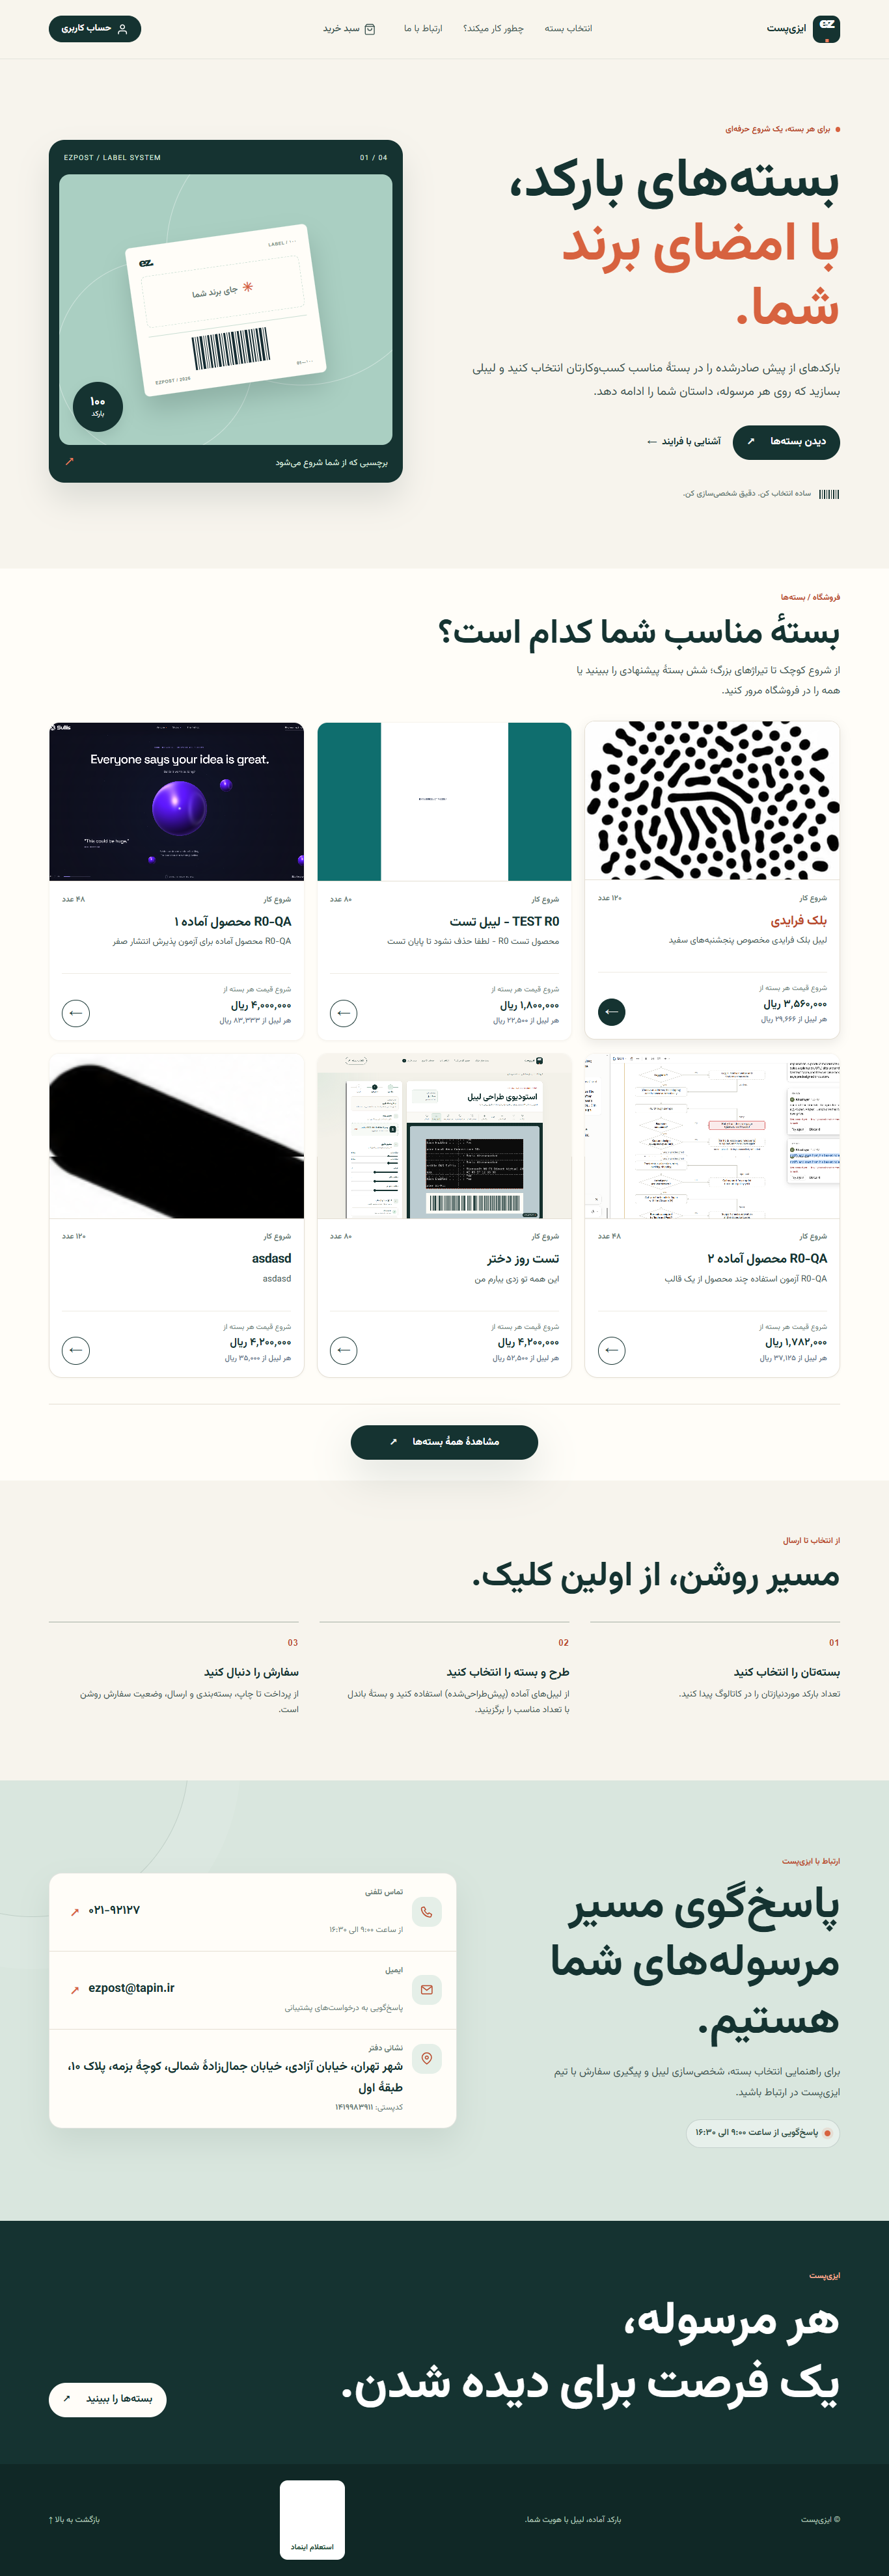 ez
ایزی‌پست
انتخاب بسته
چطور کار میکند؟
ارتباط با ما
سبد خرید
حساب کاربری
برای هر بسته، یک شروع حرفه‌ای
بسته‌های بارکد،
با امضای برند
شما.
بارکدهای از پیش صادرشده را در بستهٔ مناسب کسب‌وکارتان انتخاب کنید و لیبلی
بسازید که روی هر مرسوله، داستان شما را ادامه دهد.
دیدن بسته‌ها ↗
آشنایی با فرایند ←
ساده انتخاب کن. دقیق شخصی‌سازی کن.
EZPOST / LABEL SYSTEM
01 / 04
ez.
جای برند شما
EZPOST | 2026
۱۰۰
بارکد
برچسبی که از شما شروع می‌شود
فروشگاه / بسته‌ها
بستهٔ مناسب شما کدام است؟
از شروع کوچک تا تیراژهای بزرگ؛ شش بستهٔ پیشنهادی را ببینید یا
همه را در فروشگاه مرور کنید.
شروع کار
۱۲۰ عدد
بلک فرایدی
لیبل بلک فرایدی مخصوص پنجشنبه‌های سفید
شروع قیمت هر بسته از
۳,۵۶۰,۰۰۰ ریال
هر لیبل از ۲۹,۶۶۶ ریال
شروع کار
۸۰ عدد
TEST R0 - لیبل تست
محصول تست R0 - لطفا حذف نشود تا پایان تست
شروع قیمت هر بسته از
۱,۸۰۰,۰۰۰ ریال
هر لیبل از ۲۲,۵۰۰ ریال
Sullis
Everyone says your idea is great.
"This could be huge."
شروع کار
۴۸ عدد
R0-QA محصول آماده ۱
R0-QA محصول آماده برای آزمون پذیرش انتشار صفر
شروع قیمت هر بسته از
۴,۰۰۰,۰۰۰ ریال
هر لیبل از ۸۳,۳۳۳ ریال
شروع کار
۴۸ عدد
R0-QA محصول آماده ۲
R0-QA آزمون استفاده چند محصول از یک قالب
شروع قیمت هر بسته از
۱,۷۸۲,۰۰۰ ریال
هر لیبل از ۳۷,۱۲۵ ریال
استودیوی طراحی لیبل
شروع کار
۸۰ عدد
تست روز دختر
این همه تو زدی یبارم من
شروع قیمت هر بسته از
۴,۲۰۰,۰۰۰ ریال
هر لیبل از ۵۲,۵۰۰ ریال
شروع کار
۱۲۰ عدد
asdasd
asdasd
شروع قیمت هر بسته از
۴,۲۰۰,۰۰۰ ریال
هر لیبل از ۳۵,۰۰۰ ریال
مشاهدهٔ همهٔ بسته‌ها ↗
از انتخاب تا ارسال
مسیر روشن، از اولین کلیک.
01
بسته‌تان را انتخاب کنید
تعداد بارکد موردنیازتان را در کاتالوگ پیدا کنید.
02
طرح و بسته را انتخاب کنید
از لیبل‌های آماده (پیش‌طراحی‌شده) استفاده کنید و بستهٔ باندل
با تعداد مناسب را برگزینید.
03
سفارش را دنبال کنید
از پرداخت تا چاپ، بسته‌بندی و ارسال، وضعیت سفارش روشن
است.
ارتباط با ایزی‌پست
پاسخ‌گوی مسیر
مرسوله‌های شما
هستیم.
برای راهنمایی انتخاب بسته، شخصی‌سازی لیبل و پیگیری سفارش با تیم
ایزی‌پست در ارتباط باشید.
پاسخ‌گویی از ساعت ۹:۰۰ الی ۱۶:۳۰
تماس تلفنی
۰۲۱-۹۲۱۲۷ ↗
از ساعت ۹:۰۰ الی ۱۶:۳۰
ایمیل
ezpost@tapin.ir ↗
پاسخ‌گویی به درخواست‌های پشتیبانی
نشانی دفتر
شهر تهران، خیابان آزادی، خیابان جمال‌زادهٔ شمالی، کوچهٔ بزمه، پلاک ۱۰،
طبقهٔ اول
کدپستی: ۱۴۱۹۹۸۳۹۱۱
ایزی‌پست
هر مرسوله،
یک فرصت برای دیده شدن.
بسته‌ها را ببینید ↗
© ایزی‌پست
بارکد آماده، لیبل با هویت شما.
استعلام اینماد
بازگشت به بالا ↑